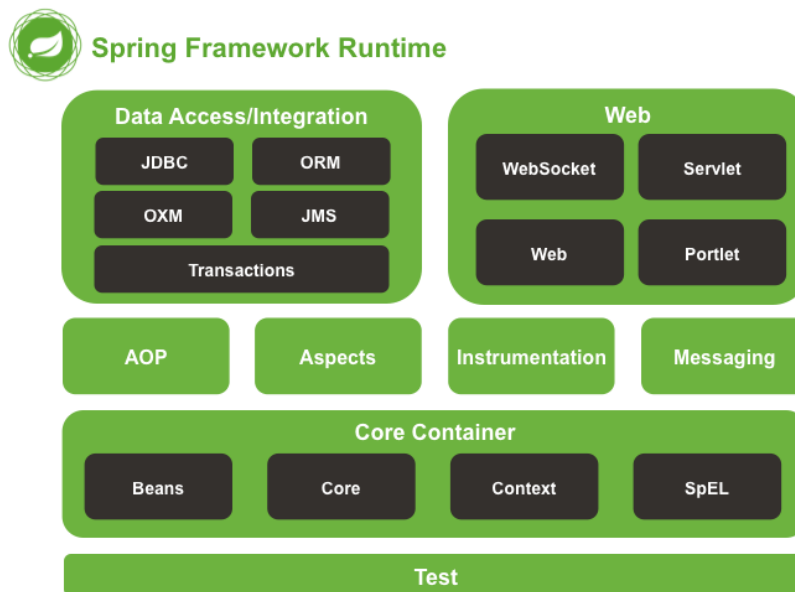 Spring Framework Runtime
Data Access/Integration
JDBC
ORM
OXM
JMS
Transactions
Web
WebSocket
Servlet
Web
Portlet
AOP
Aspects
Instrumentation
Messaging
Core Container
Beans
Core
Context
SpEL
Test